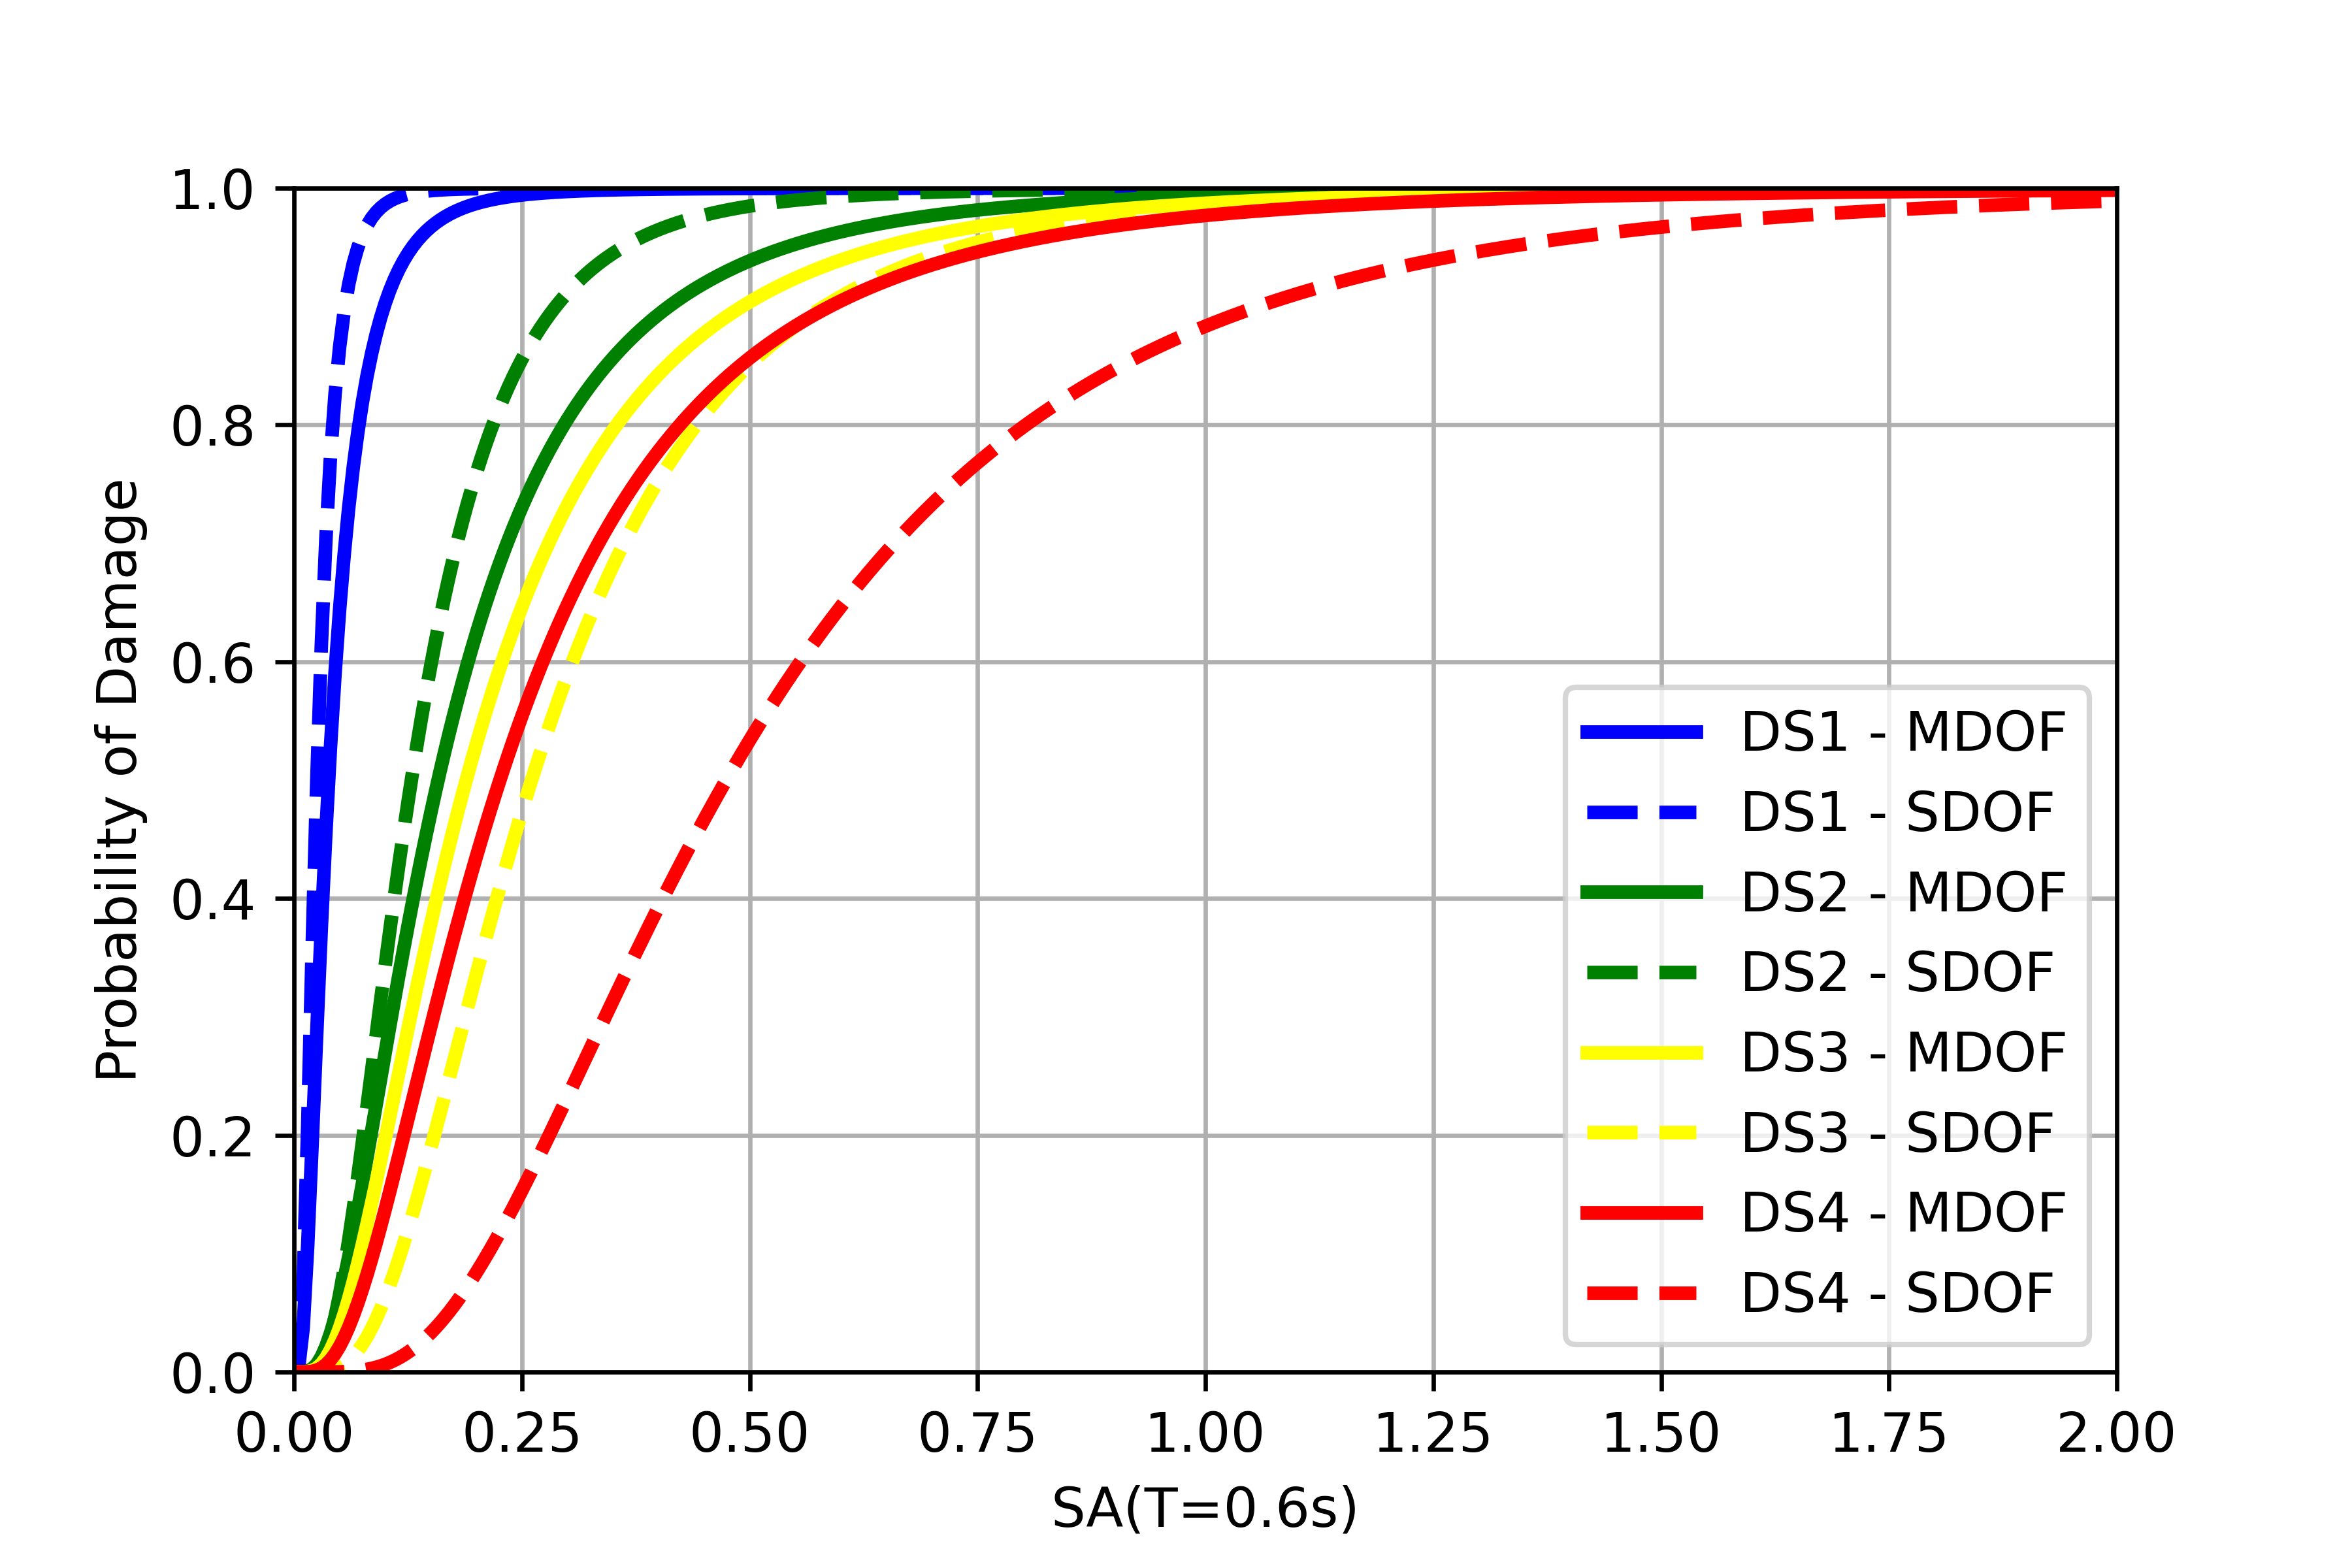 1.0
0.8
0.6
0.4
0.2
0.0
Probability of Damage
0.00 0.25 0.50 0.75 1.00 1.25 1.50 1.75 2.00
SA(T=0.6s)
DS1 - MDOF
DS1 - SDOF
DS2 - MDOF
DS2 - SDOF
DS3 - MDOF
DS3 - SDOF
DS4 - MDOF
DS4 - SDOF